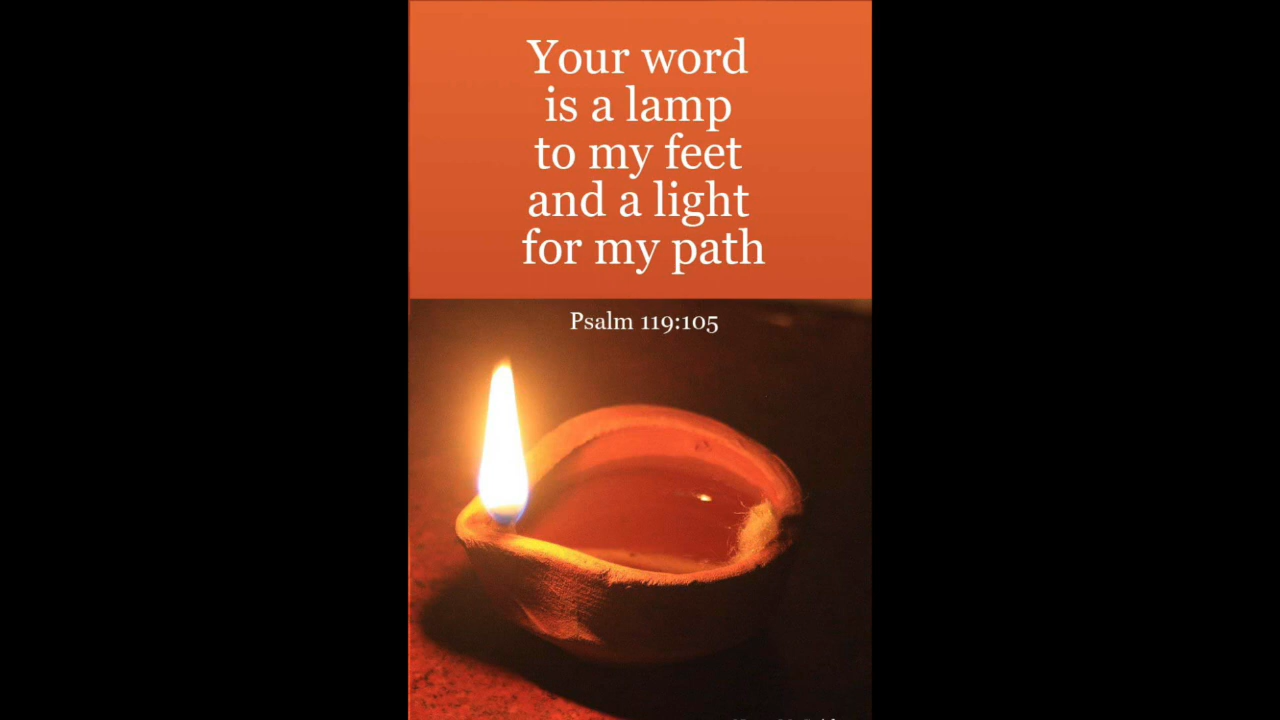 Your word
is a lamp
to my feet
and a light
for my path
Psalm 119:105